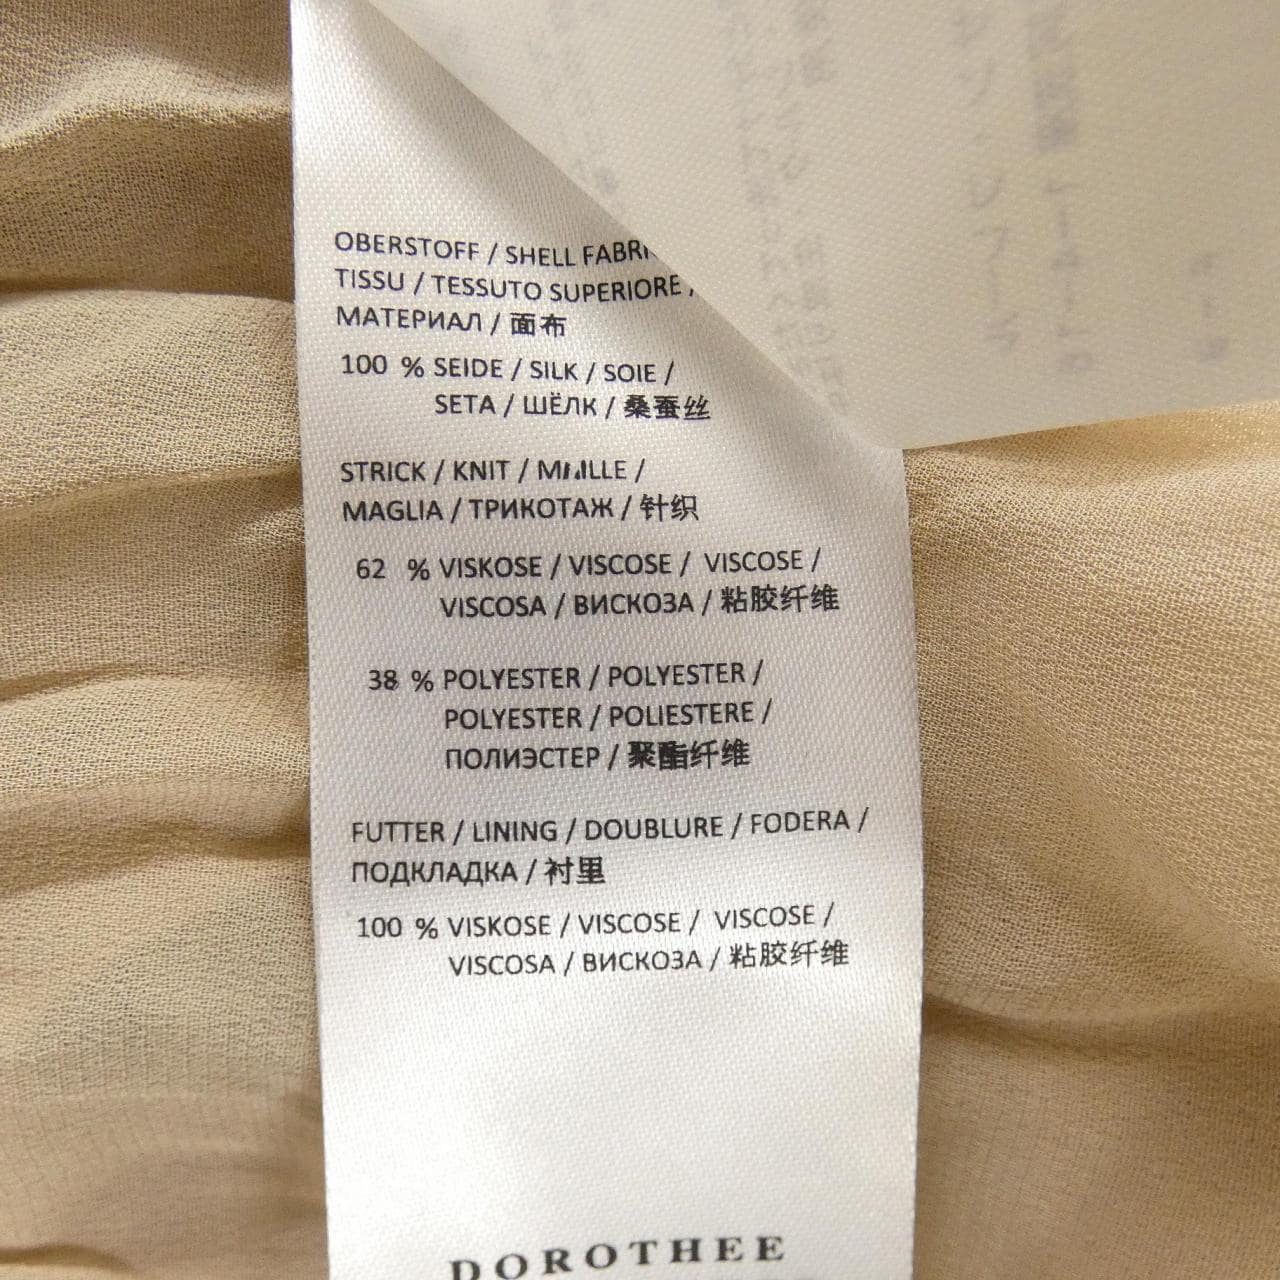 OBERSTOFF / SHELL
TISSU / TESSUTO SUPERIORE /
МАТЕРИАЛ / 面布
100 % SEIDE / SILK / SOIE /
SETA / ШЁЛК / 桑蚕丝
STRICK / KNIT / MAILLE /
MAGLIA / ТРИКОТАЖ / 针织
62 % VISKOSE / VISCOSE / VISCOSE /
VISCOSA / ВИСКОЗА / 粘胶纤维
38 % POLYESTER / POLYESTER /
POLYESTER / POLIESTERE /
ПОЛИЭСТЕР / 聚酯纤维
FUTTER / LINING / DOUBLURE / FODERA /
ПОДКЛАДКА / 衬里
100 % VISKOSE / VISCOSE / VISCOSE /
VISCOSA / ВИСКОЗА / 粘胶纤维
DOROTHEE